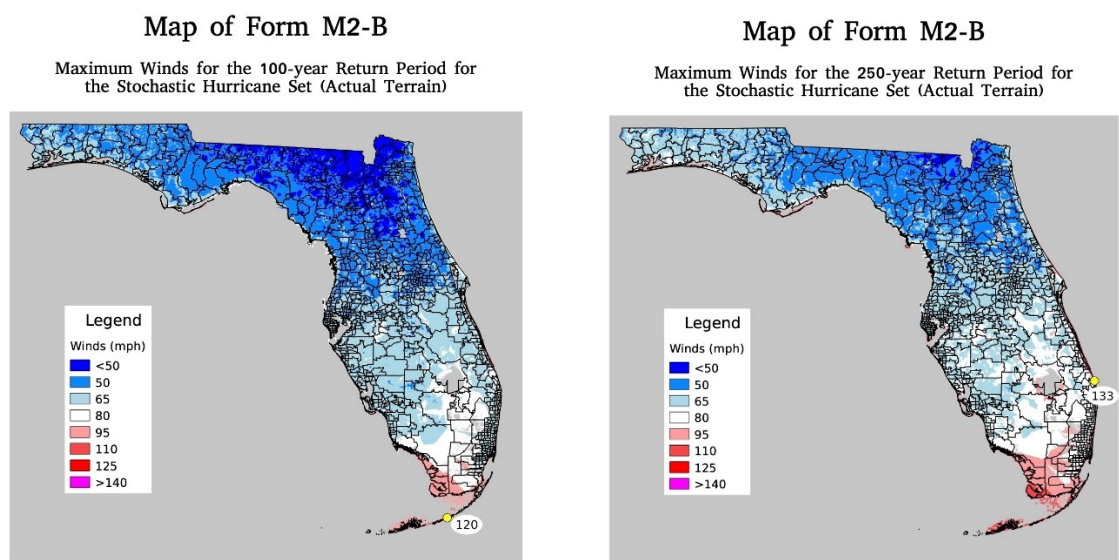 Map of Form M2-B
Maximum Winds for the 100-year Return Period for
the Stochastic Hurricane Set (Actual Terrain)
Legend
Winds (mph)
<50
50
65
80
95
110
125
>140
120
Map of Form M2-B
Maximum Winds for the 250-year Return Period for
the Stochastic Hurricane Set (Actual Terrain)
Legend
Winds (mph)
<50
50
65
80
95
110
125
>140
133